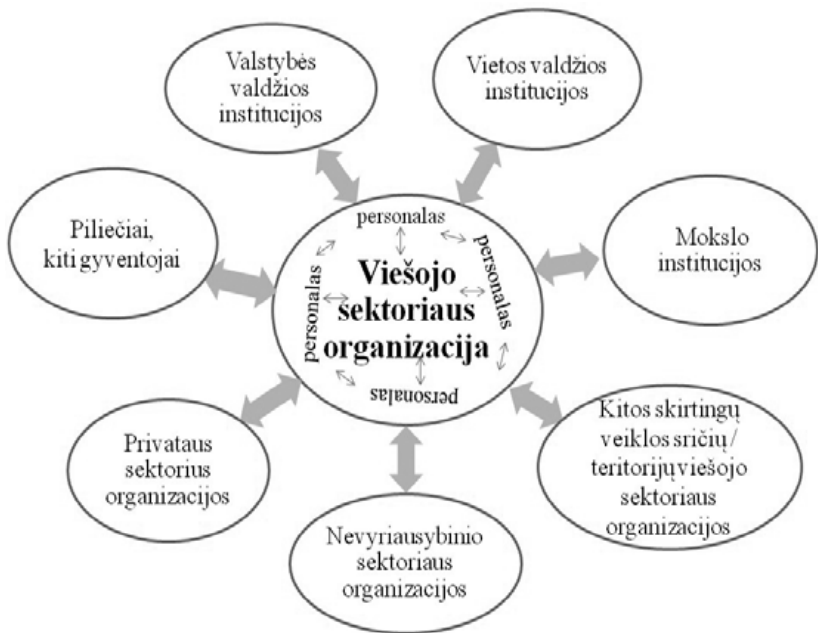 Valstybės
valdžios
institucijos
Vietos valdžios
institucijos
Piliečiai,
kiti gyventojai
personalas
personalas
personalas
personalas
Viešojo
sektoriaus
organizacija
Mokslo
institucijos
Privataus
sektorius
organizacijos
Nevyriausybinio
sektoriaus
organizacijos
Kitos skirtingų
veiklos sričių /
teritorijų viešojo
sektoriaus
organizacijos